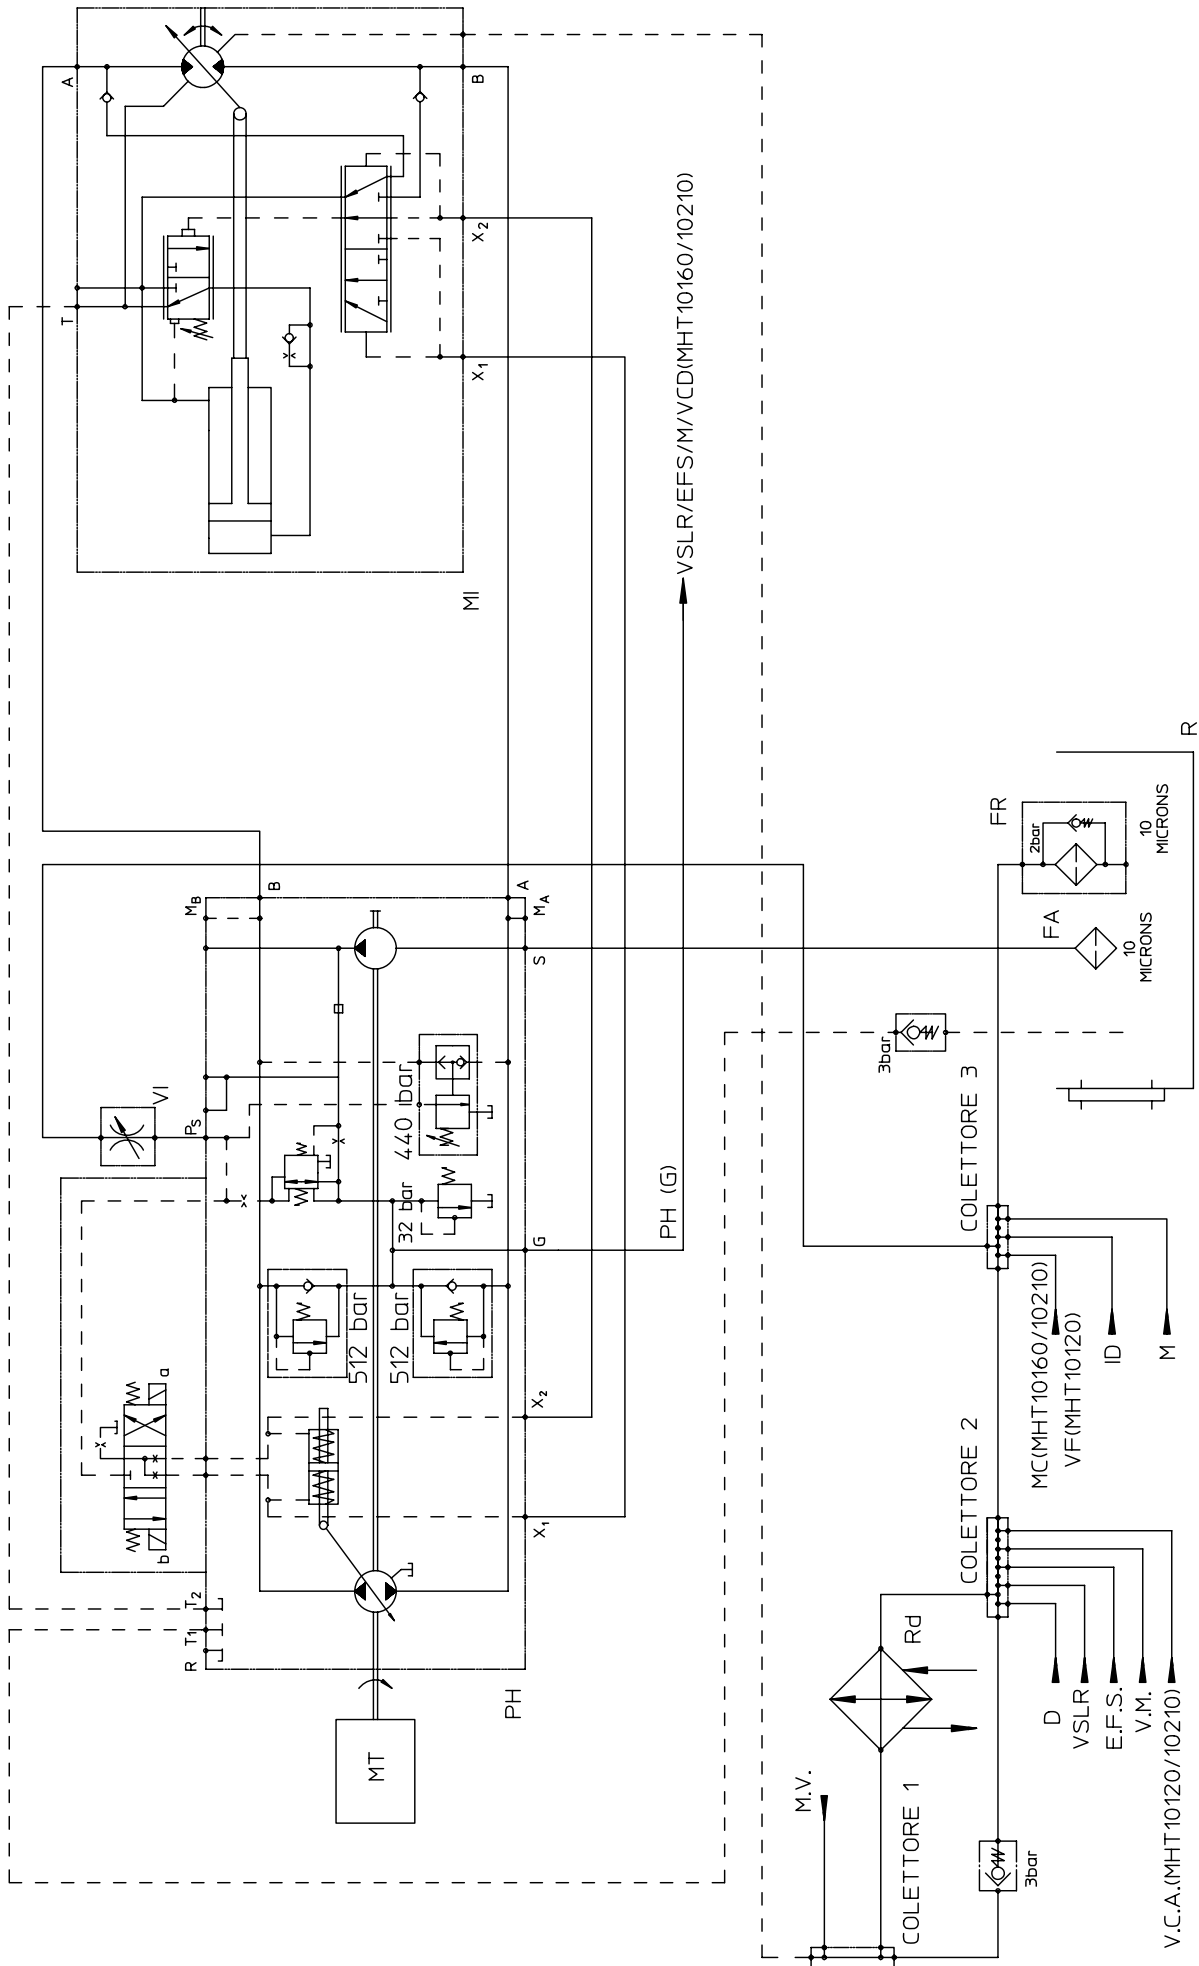 A
B
T
X2
X1
MI
VSLR/EFS/M/VCD(MHT10160/10210)
MB
B
A
MA
S
VI
PS
440 bar
32 bar
G
PH (G)
512 bar
512 bar
a
b
X2
X1
T2
T1
R
PH
MT
R
FR
2bar
10
MICRONS
FA
10
MICRONS
3bar
COLETTORE 3
MC(MHT10160/10210)
VF(MHT10120)
ID
M
COLETTORE 2
Rd
D
VSLR
E.F.S.
V.M.
V.C.A.(MHT10120/10210)
M.V.
COLETTORE 1
3bar